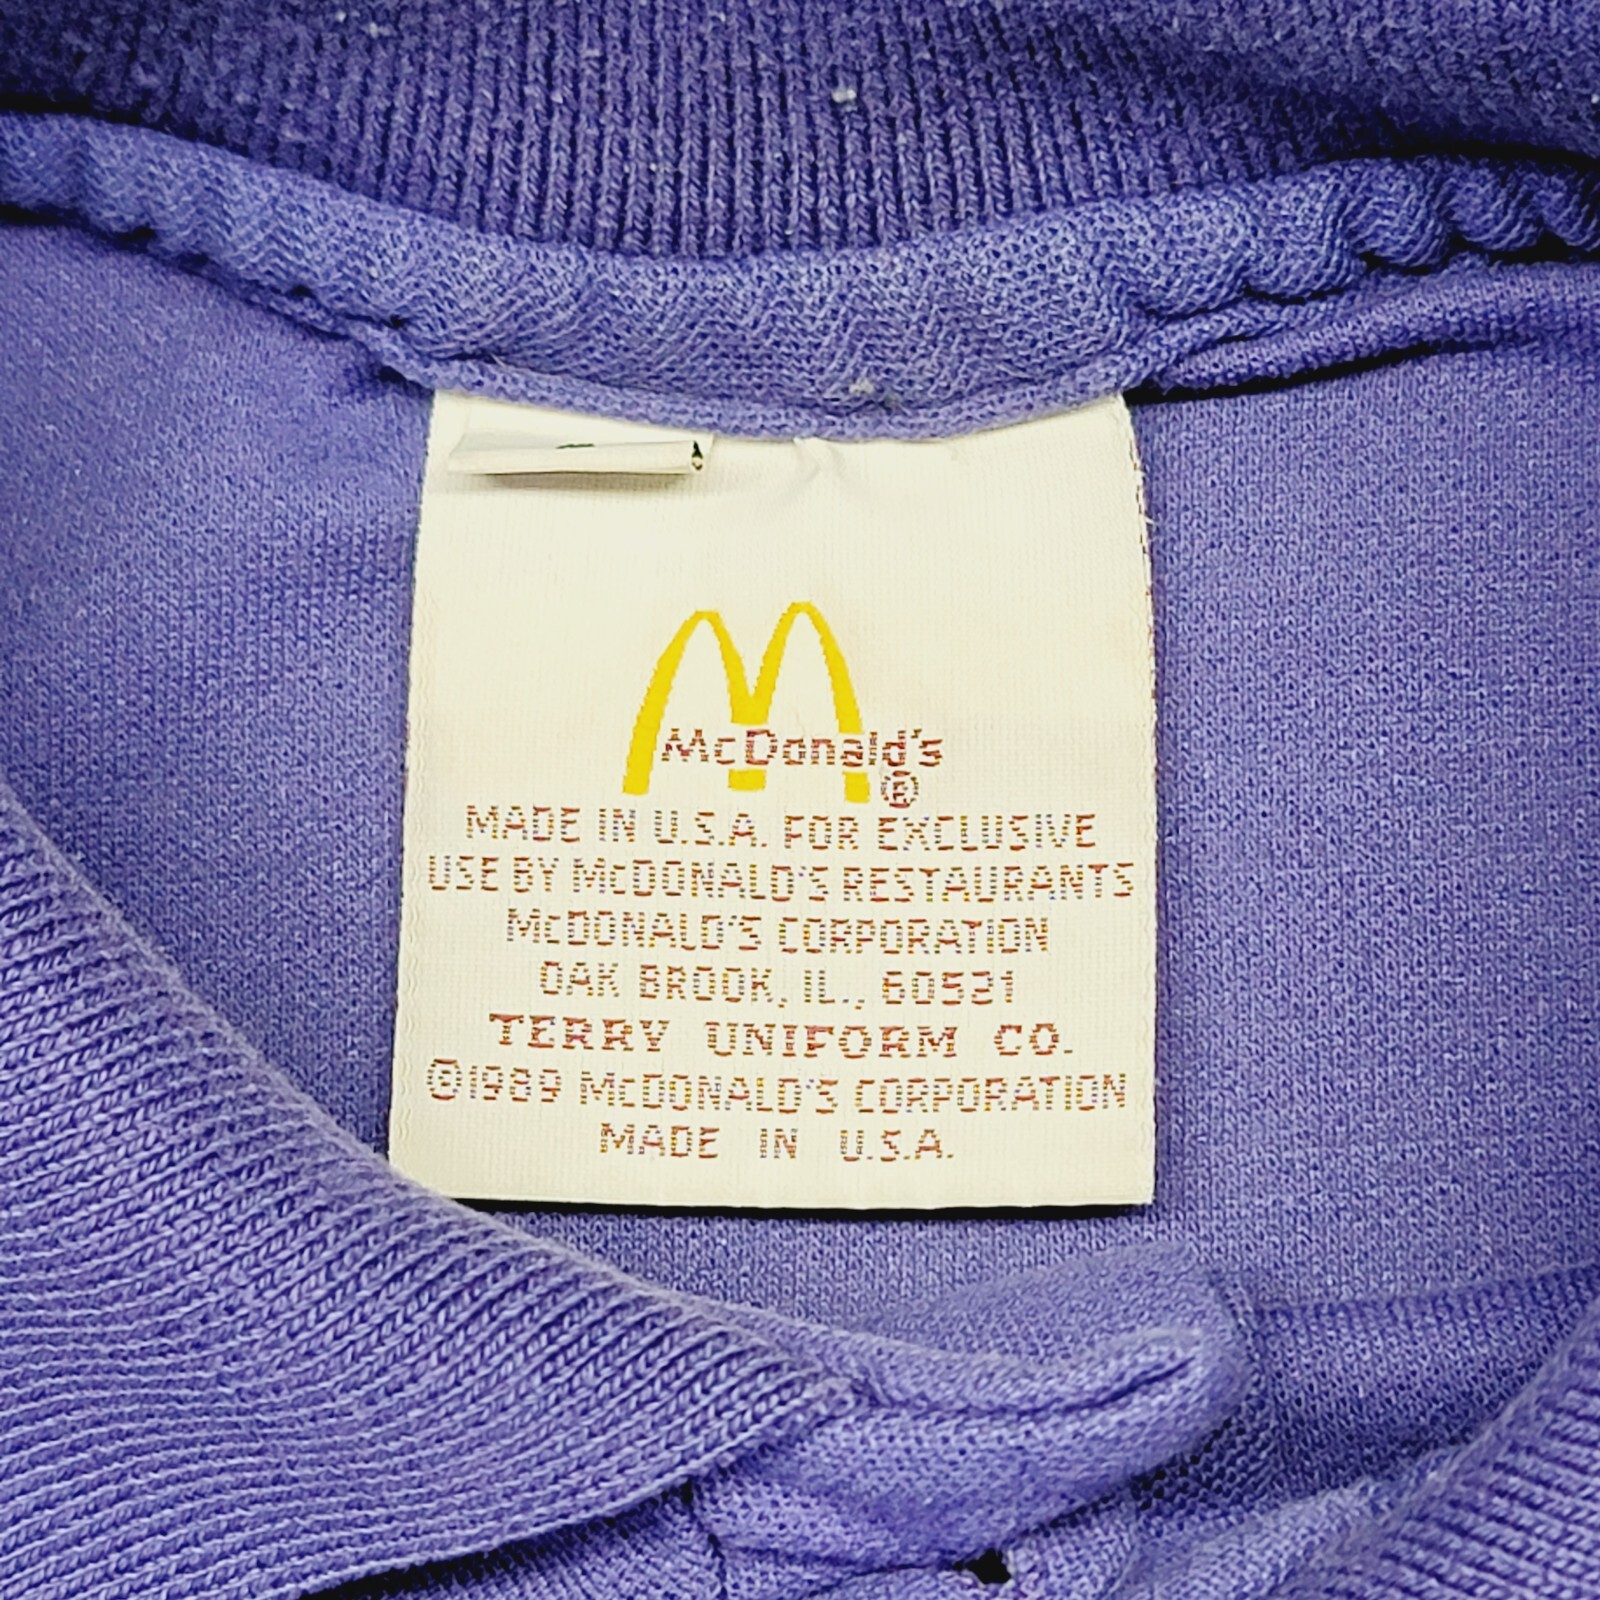 McDonald's
®
MADE IN U.S.A. FOR EXCLUSIVE
USE BY McDONALD'S RESTAURANTS
McDONALD'S CORPORATION
OAK BROOK, IL., 60521
TERRY UNIFORM CO.
©1989 McDONALD'S CORPORATION
MADE IN U.S.A.